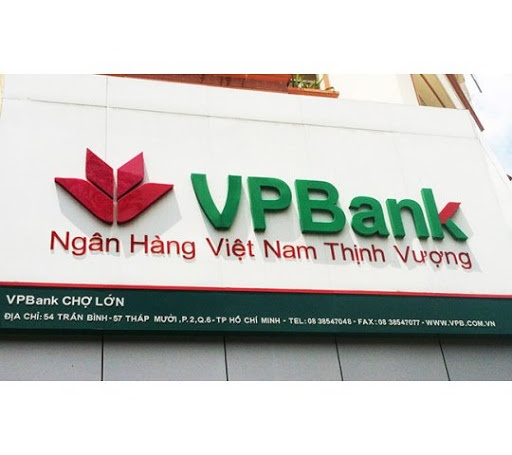 VPBank
Ngân Hàng Việt Nam Thịnh Vượng
VPBank CHỢ LỚN
ĐỊA CHỈ: 54 TRẦN BÌNH - 57 THÁP MƯỜI , P.2, Q.6 - TP HỒ CHÍ MINH - TEL: 08 38547048 - FAX: 08 38547077 - WWW.VPB.COM.VN